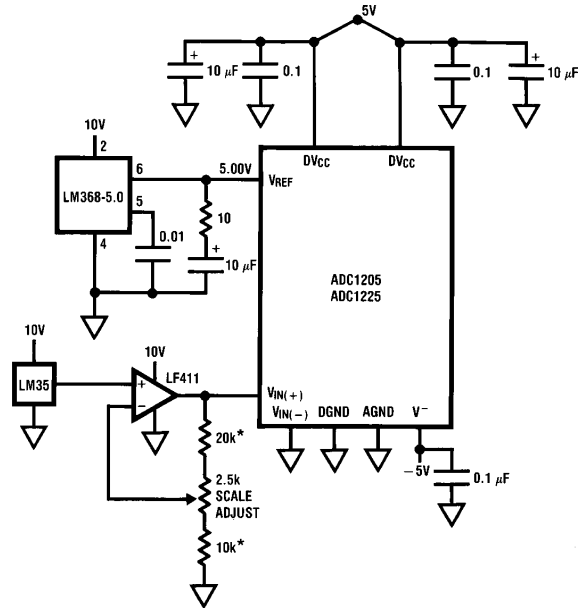 5V
+
10 µF
0.1
0.1
+
10 µF
10V
2
DVCC
DVCC
LM368-5.0
6
5.00V
VREF
5
10
4
0.01
+
10 µF
ADC1205
ADC1225
10V
10V
LF411
LM35
+
−
VIN(+)
VIN(−)
DGND
AGND
V−
20k*
−5V
0.1 µF
2.5k
SCALE
ADJUST
10k*